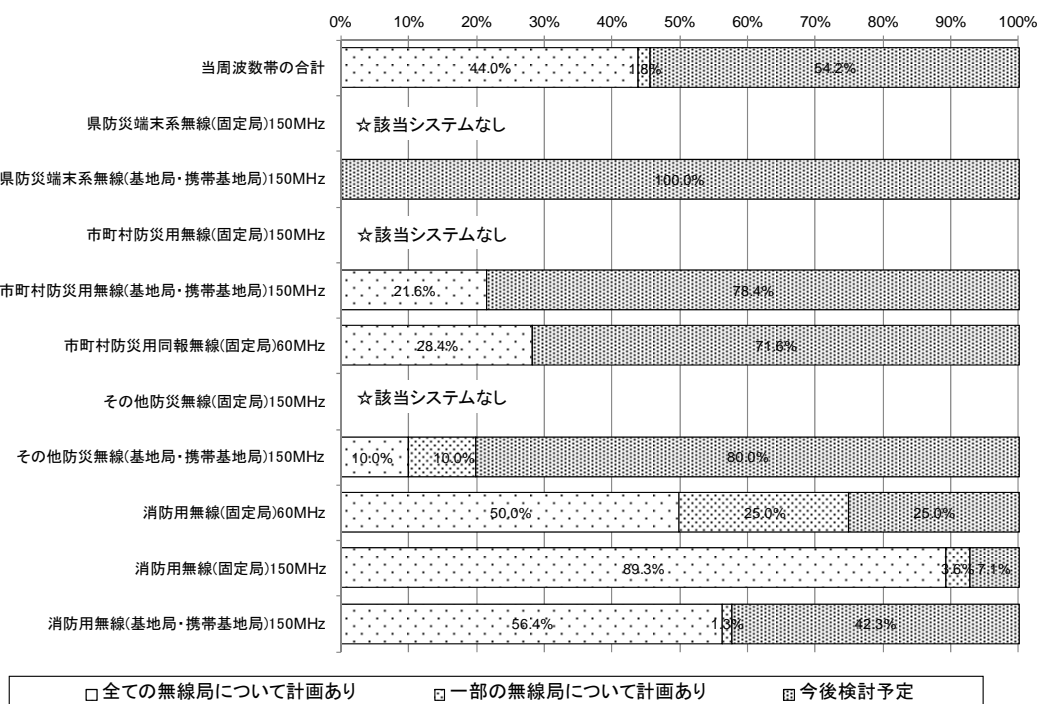 0% 10% 20% 30% 40% 50% 60% 70% 80% 90% 100%
当周波数帯の合計 44.0% 1.8% 54.2%
県防災端末系無線(固定局)150MHz ☆該当システムなし
県防災端末系無線(基地局・携帯基地局)150MHz 100.0%
市町村防災用無線(固定局)150MHz ☆該当システムなし
市町村防災用無線(基地局・携帯基地局)150MHz 21.6% 78.4%
市町村防災用同報無線(固定局)60MHz 28.4% 71.6%
その他防災無線(固定局)150MHz ☆該当システムなし
その他防災無線(基地局・携帯基地局)150MHz 10.0% 10.0% 80.0%
消防用無線(固定局)60MHz 50.0% 25.0% 25.0%
消防用無線(固定局)150MHz 89.3% 3.6% 7.1%
消防用無線(基地局・携帯基地局)150MHz 56.4% 1.3% 42.3%
全ての無線局について計画あり 一部の無線局について計画あり 今後検討予定